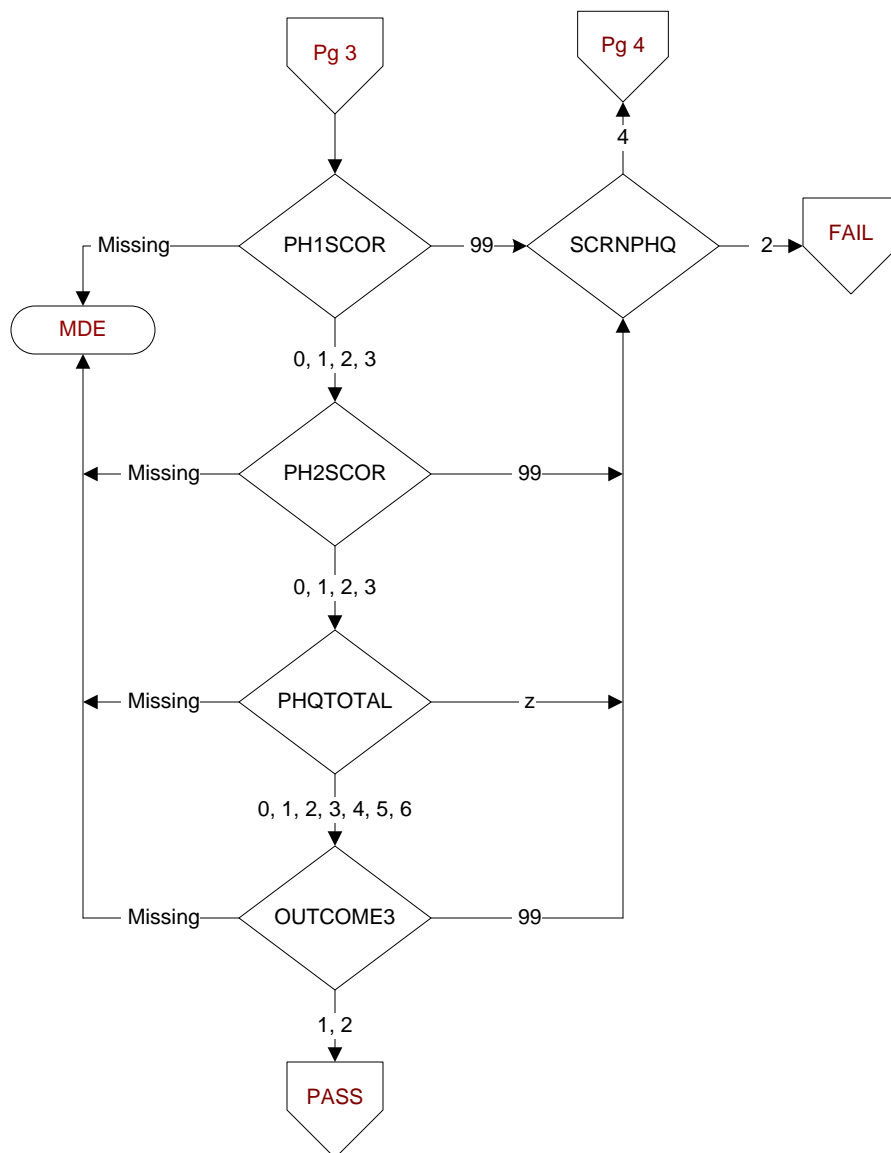 Pg 3
Pg 4
4
Missing
PH1SCOR
99
SCRNPHQ
2
FAIL
MDE
0, 1, 2, 3
Missing
PH2SCOR
99
0, 1, 2, 3
Missing
PHQTOTAL
z
0, 1, 2, 3, 4, 5, 6
Missing
OUTCOME3
99
1, 2
PASS